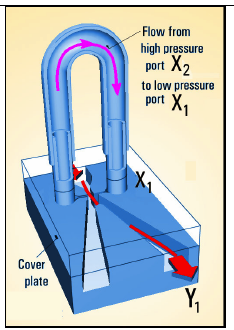 Flow from
high pressure
port X2
to low pressure
port X1
X1
Cover
plate
Y1